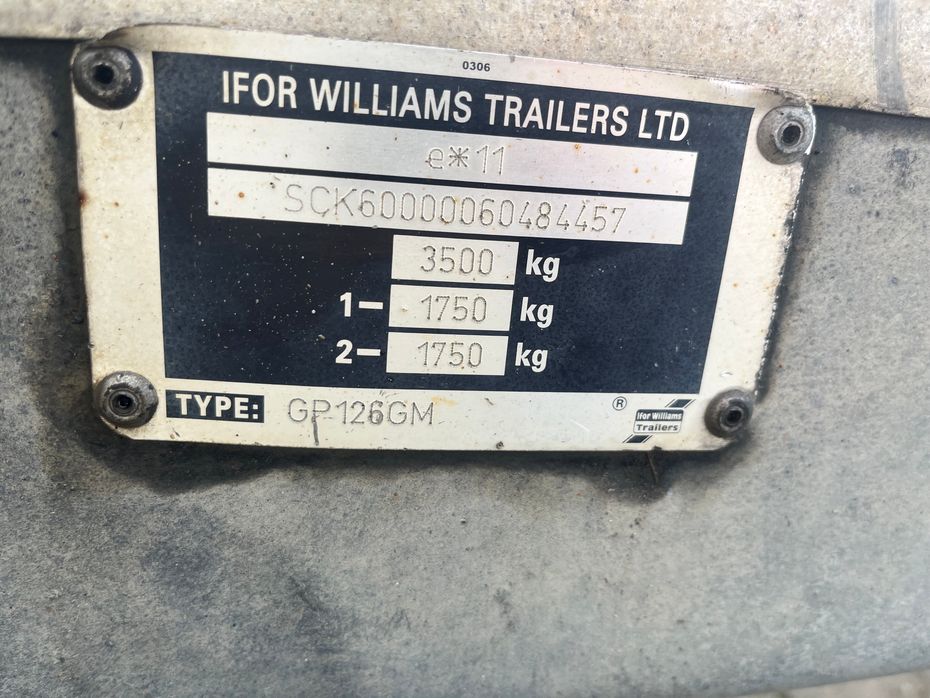 0306
IFOR WILLIAMS TRAILERS LTD
e*11
SCK60000060484457
3500 kg
1– 1750 kg
2– 1750 kg
TYPE: GP126GM
®
Ifor Williams
Trailers